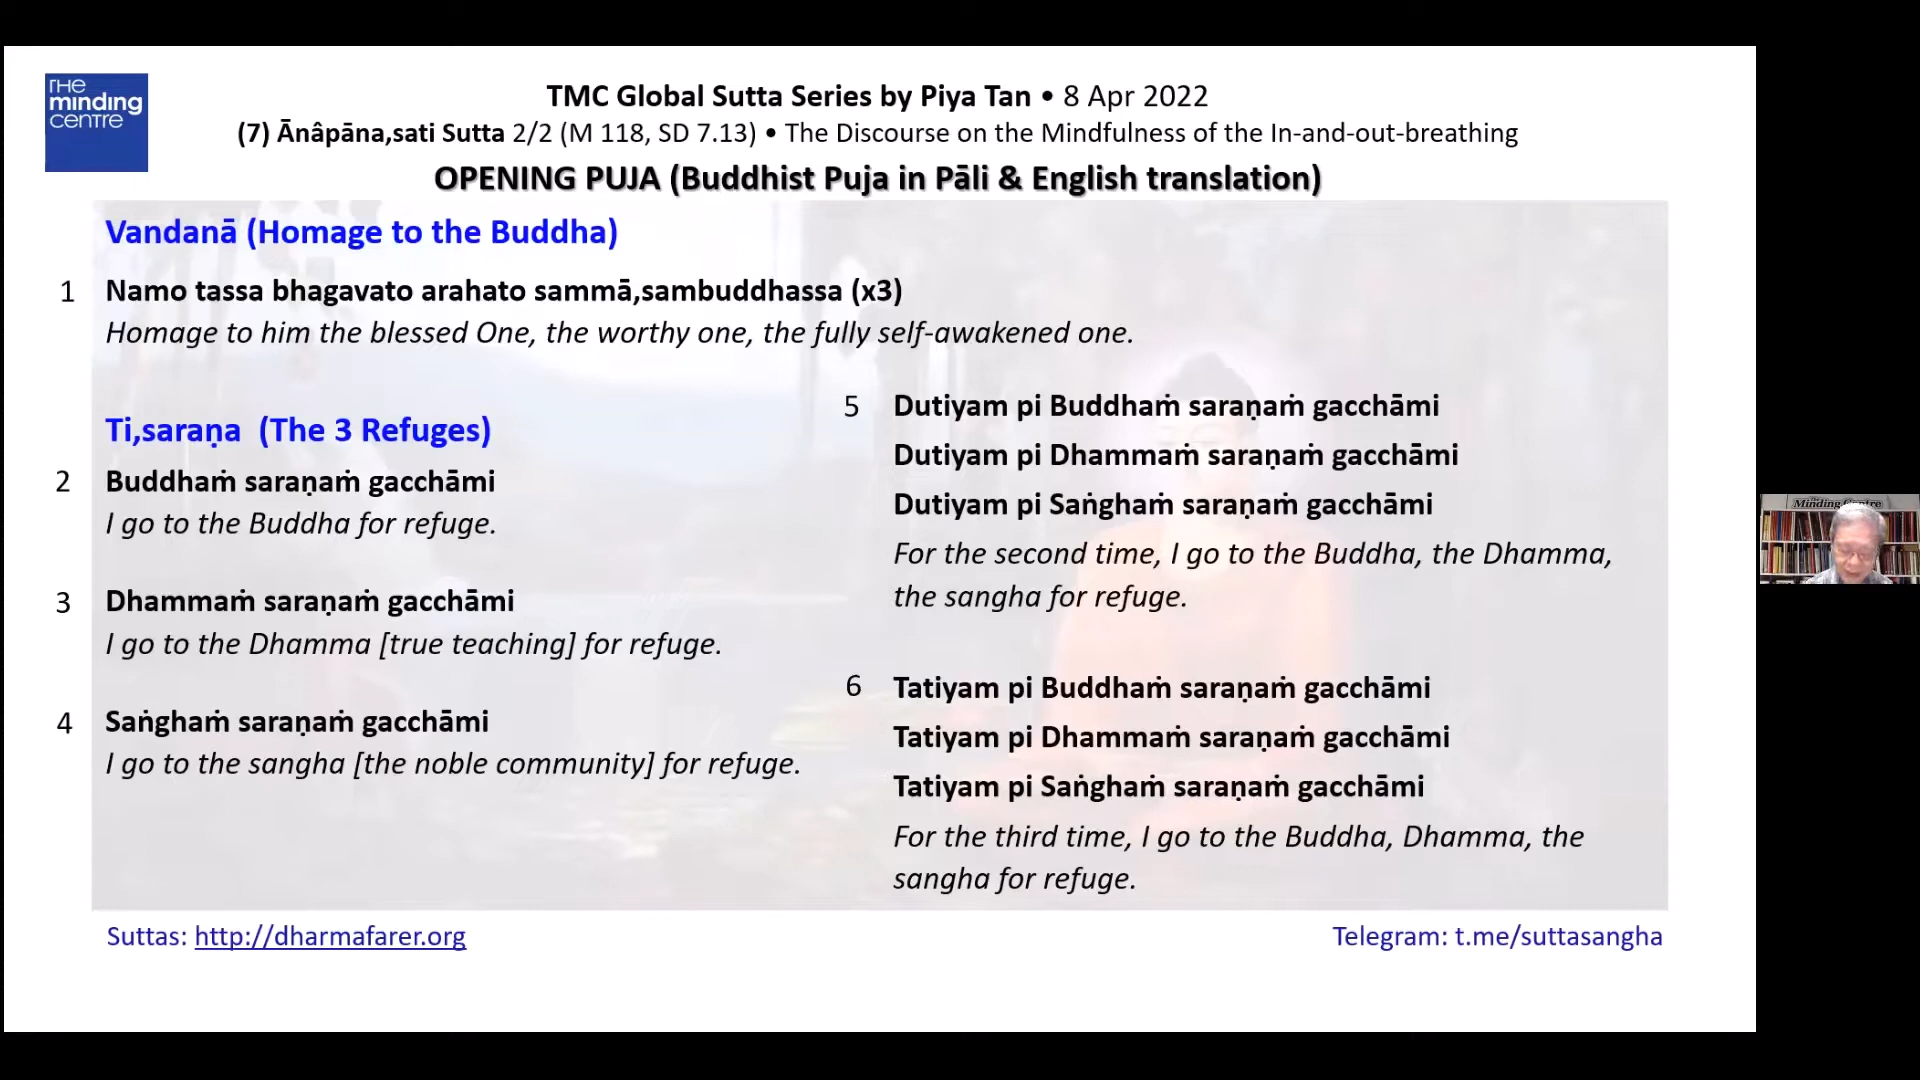 THE
minding
centre
TMC Global Sutta Series by Piya Tan • 8 Apr 2022
(7) Ānâpāna,sati Sutta 2/2 (M 118, SD 7.13) • The Discourse on the Mindfulness of the In-and-out-breathing
OPENING PUJA (Buddhist Puja in Pāli & English translation)
Vandanā (Homage to the Buddha)
1 Namo tassa bhagavato arahato sammā,sambuddhassa (x3)
Homage to him the blessed One, the worthy one, the fully self-awakened one.
Ti,saraṇa (The 3 Refuges)
2 Buddhaṁ saraṇaṁ gacchāmi
I go to the Buddha for refuge.
3 Dhammaṁ saraṇaṁ gacchāmi
I go to the Dhamma [true teaching] for refuge.
4 Saṅghaṁ saraṇaṁ gacchāmi
I go to the sangha [the noble community] for refuge.
5 Dutiyam pi Buddhaṁ saraṇaṁ gacchāmi
Dutiyam pi Dhammaṁ saraṇaṁ gacchāmi
Dutiyam pi Saṅghaṁ saraṇaṁ gacchāmi
For the second time, I go to the Buddha, the Dhamma,
the sangha for refuge.
6 Tatiyam pi Buddhaṁ saraṇaṁ gacchāmi
Tatiyam pi Dhammaṁ saraṇaṁ gacchāmi
Tatiyam pi Saṅghaṁ saraṇaṁ gacchāmi
For the third time, I go to the Buddha, Dhamma, the
sangha for refuge.
Suttas: http://dharmafarer.org
Telegram: t.me/suttasangha
Minding Centre